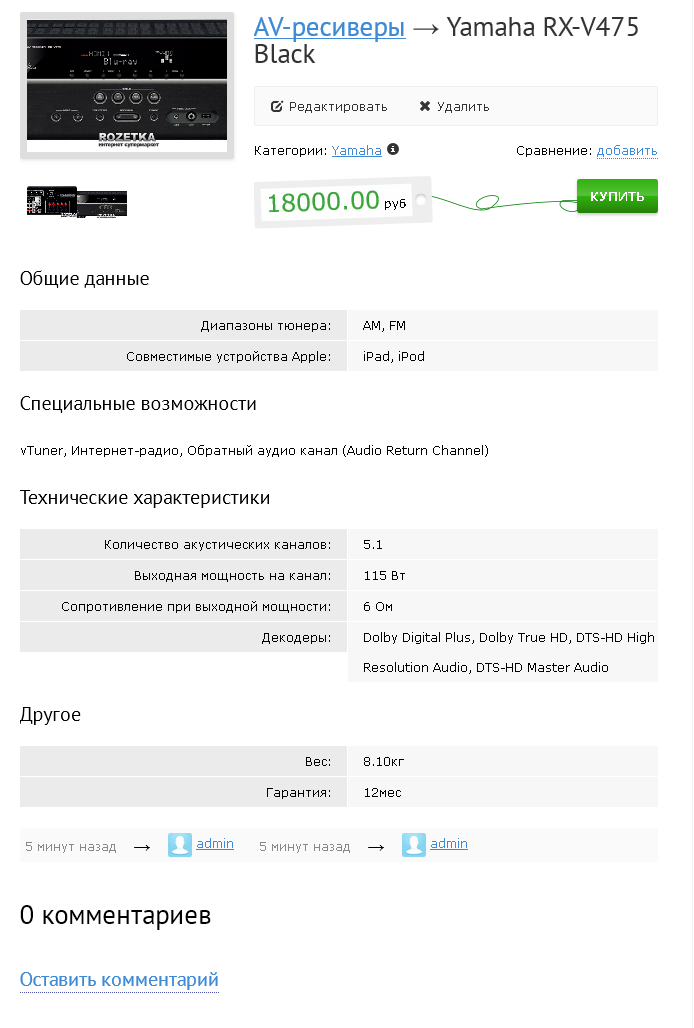 AV-ресиверы → Yamaha RX-V475
Black
HDMI 1
Blu-ray
ROZETKA
интернет супермаркет
Редактировать
Удалить
Категории: Yamaha
Сравнение: добавить
18000.00 руб
КУПИТЬ
Общие данные
Диапазоны тюнера: AM, FM
Совместимые устройства Apple: iPad, iPod
Специальные возможности
vTuner, Интернет-радио, Обратный аудио канал (Audio Return Channel)
Технические характеристики
Количество акустических каналов: 5.1
Выходная мощность на канал: 115 Вт
Сопротивление при выходной мощности: 6 Ом
Декодеры: Dolby Digital Plus, Dolby True HD, DTS-HD High
Resolution Audio, DTS-HD Master Audio
Другое
Вес: 8.10кг
Гарантия: 12мес
5 минут назад → admin 5 минут назад → admin
0 комментариев
Оставить комментарий